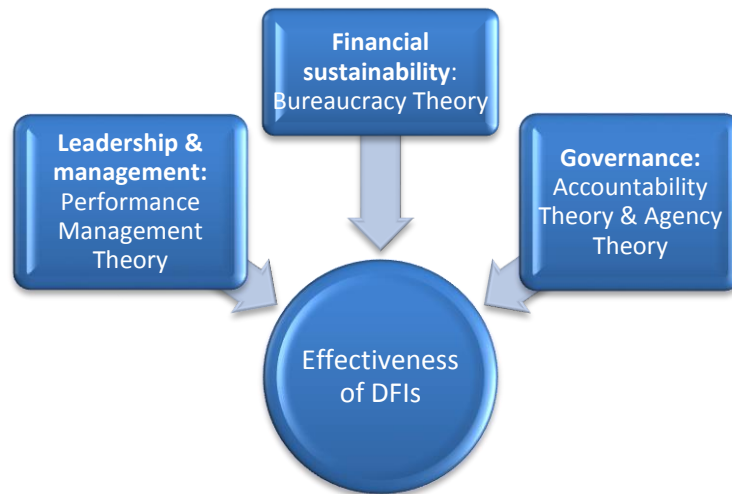 Financial
sustainability:
Bureaucracy Theory
Leadership &
management:
Performance
Management
Theory
Governance:
Accountability
Theory & Agency
Theory
Effectiveness
of DFIs